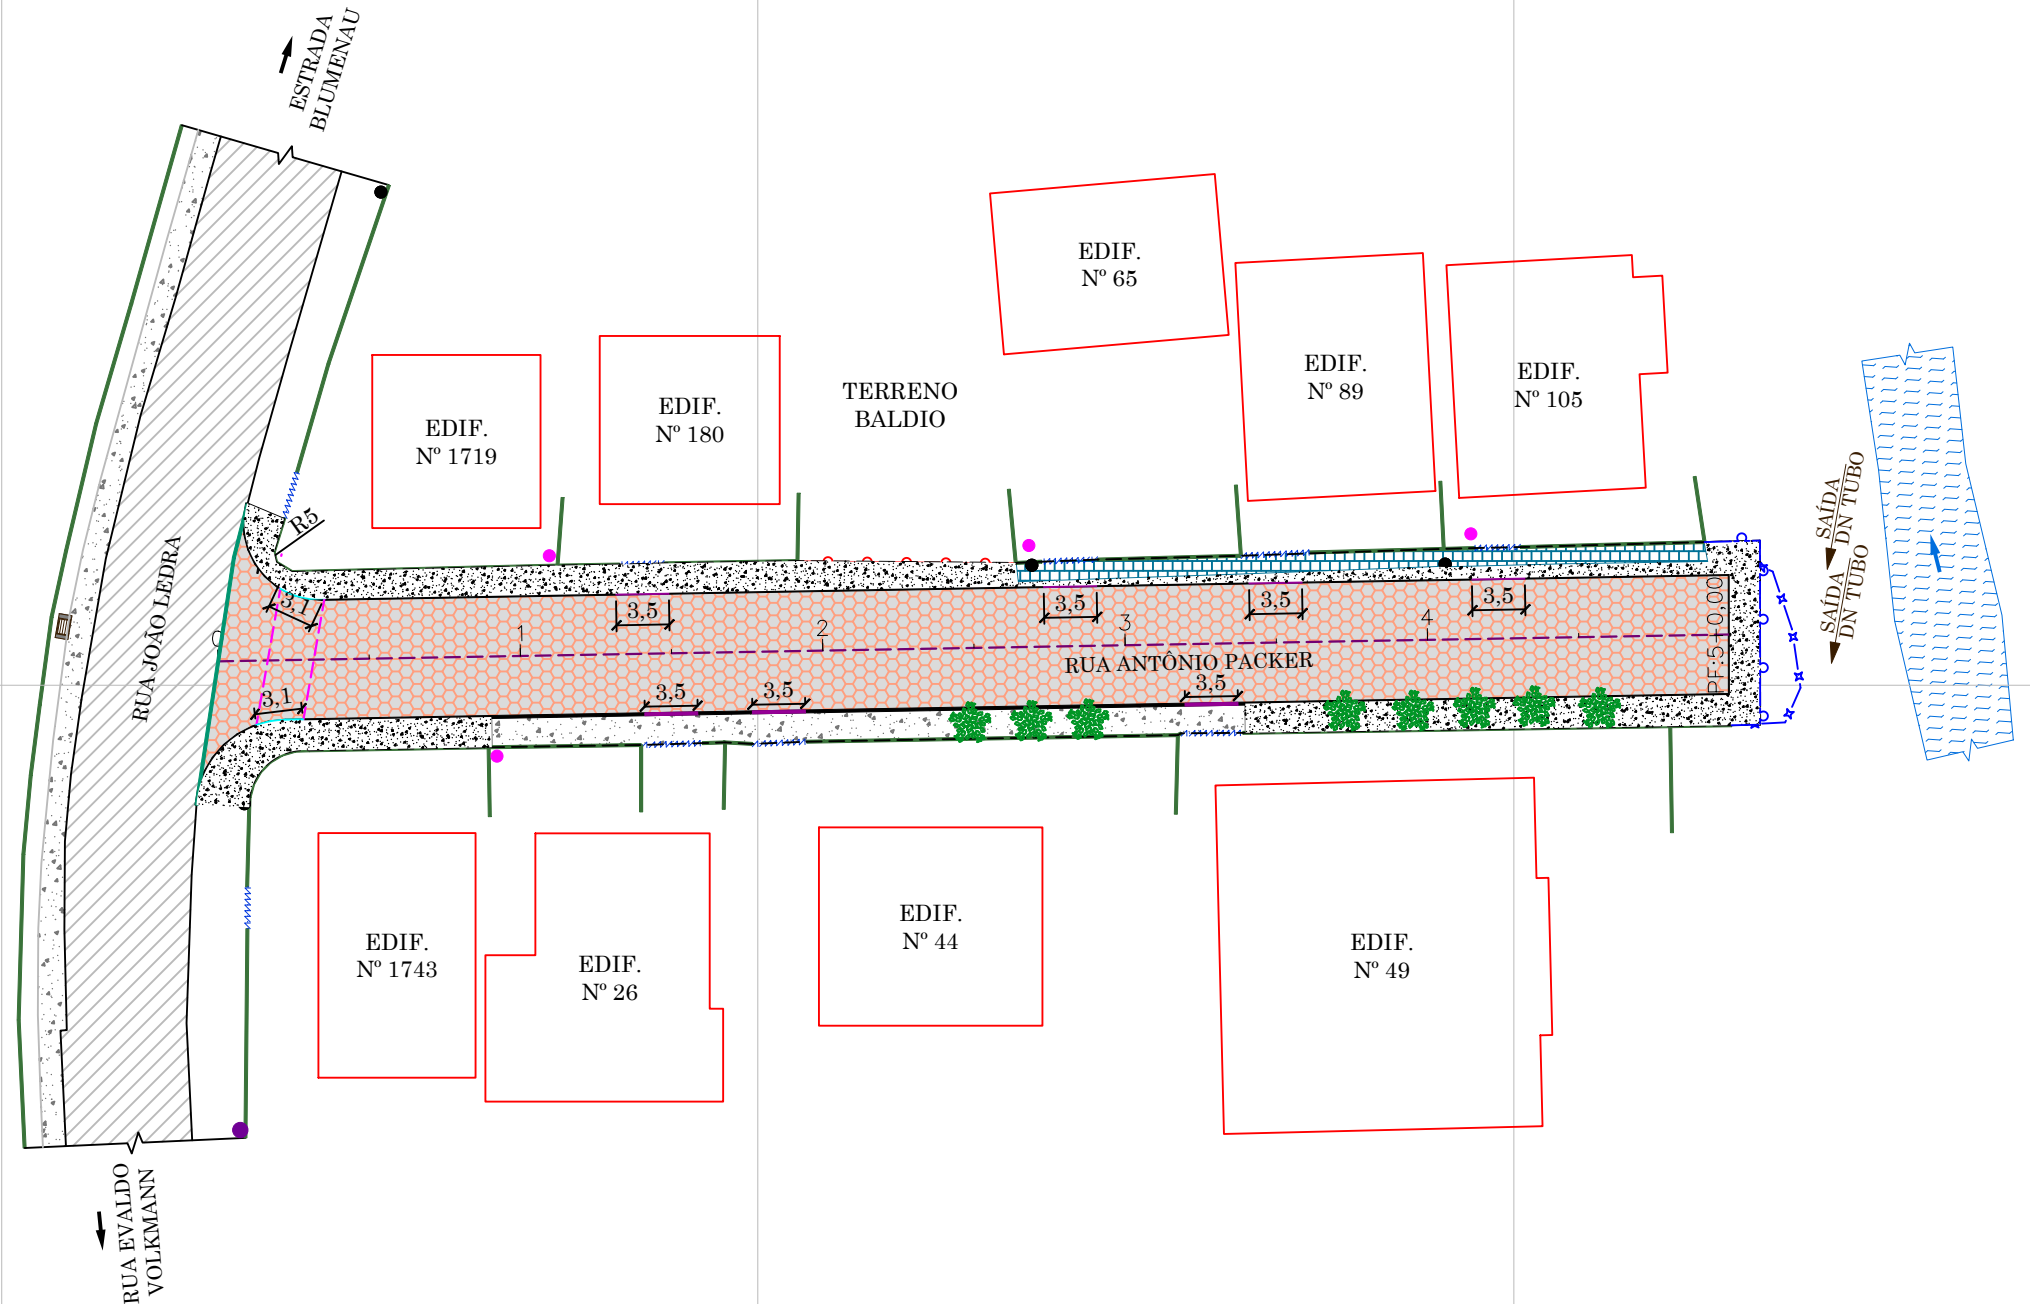 ESTRADA
BLUMENAU
EDIF.
Nº 65
EDIF.
Nº 89
EDIF.
Nº 105
TERRENO
BALDIO
EDIF.
Nº 180
EDIF.
Nº 1719
SAÍDA
DN TUBO
SAÍDA
DN TUBO
R5
RUA JOÃO LEDRA
3,1
3,5
3,5
3,5
3,5
0
1
2
3
4
PF:5+0,00
RUA ANTÔNIO PACKER
3,1
3,5
3,5
3,5
EDIF.
Nº 1743
EDIF.
Nº 26
EDIF.
Nº 44
EDIF.
Nº 49
RUA EVALDO
VOLKMANN